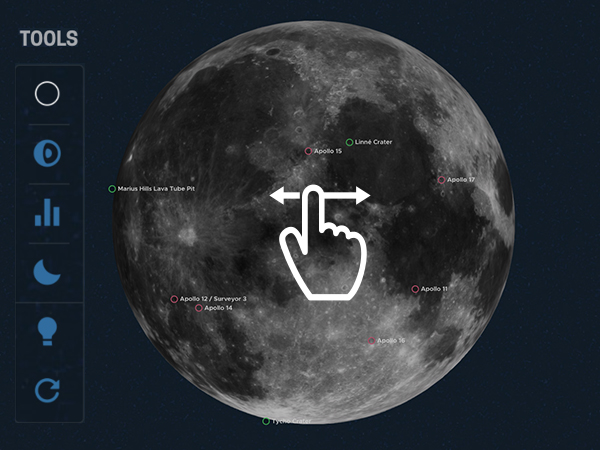 TOOLS
Linné Crater
Apollo 15
Apollo 17
Marius Hills Lava Tube Pit
Apollo 11
Apollo 12 / Surveyor 3
Apollo 14
Apollo 16
Tycho Crater